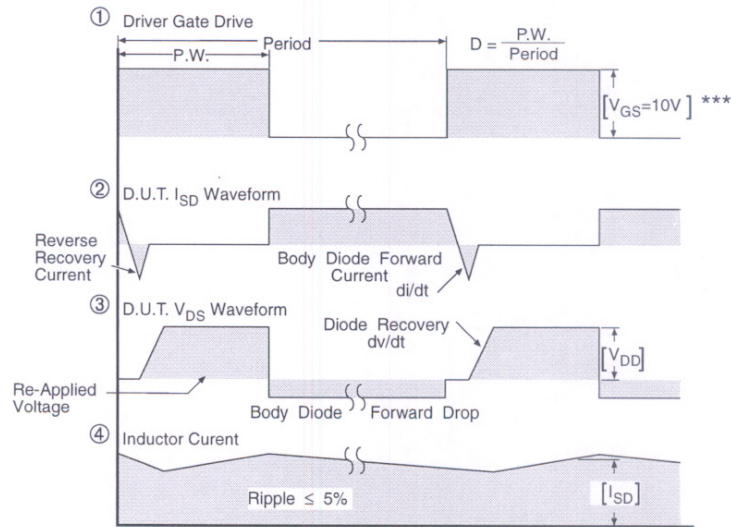 ① Driver Gate Drive
Period
P.W.
D = P.W. / Period
[VGS=10V] ***
② D.U.T. ISD Waveform
Reverse
Recovery
Current
Body Diode Forward
Current
di/dt
③ D.U.T. VDS Waveform
Diode Recovery
dv/dt
[VDD]
Re-Applied
Voltage
Body Diode Forward Drop
④ Inductor Curent
Ripple ≤ 5%
[ISD]